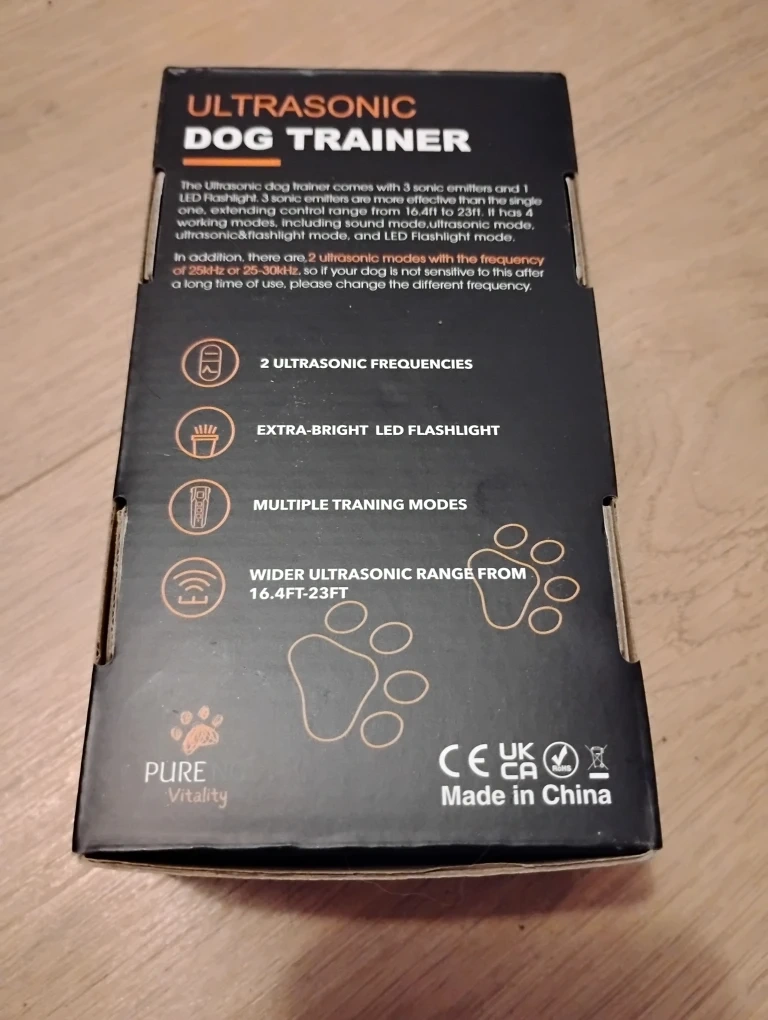 ULTRASONIC
DOG TRAINER
The Ultrasonic dog trainer comes with 3 sonic emitters and 1
LED Flashlight. 3 sonic emitters are more effective than the single
one, extending control range from 16.4ft to 23ft. It has 4
working modes, including sound mode,ultrasonic mode,
ultrasonic&flashlight mode, and LED Flashlight mode.
In addition, there are 2 ultrasonic modes with the frequency
of 25kHz or 25-30kHz, so if your dog is not sensitive to this after
a long time of use, please change the different frequency.
2 ULTRASONIC FREQUENCIES
EXTRA-BRIGHT LED FLASHLIGHT
MULTIPLE TRANING MODES
WIDER ULTRASONIC RANGE FROM
16.4FT-23FT
PURE
Vitality
CE UK CA RoHS
Made in China